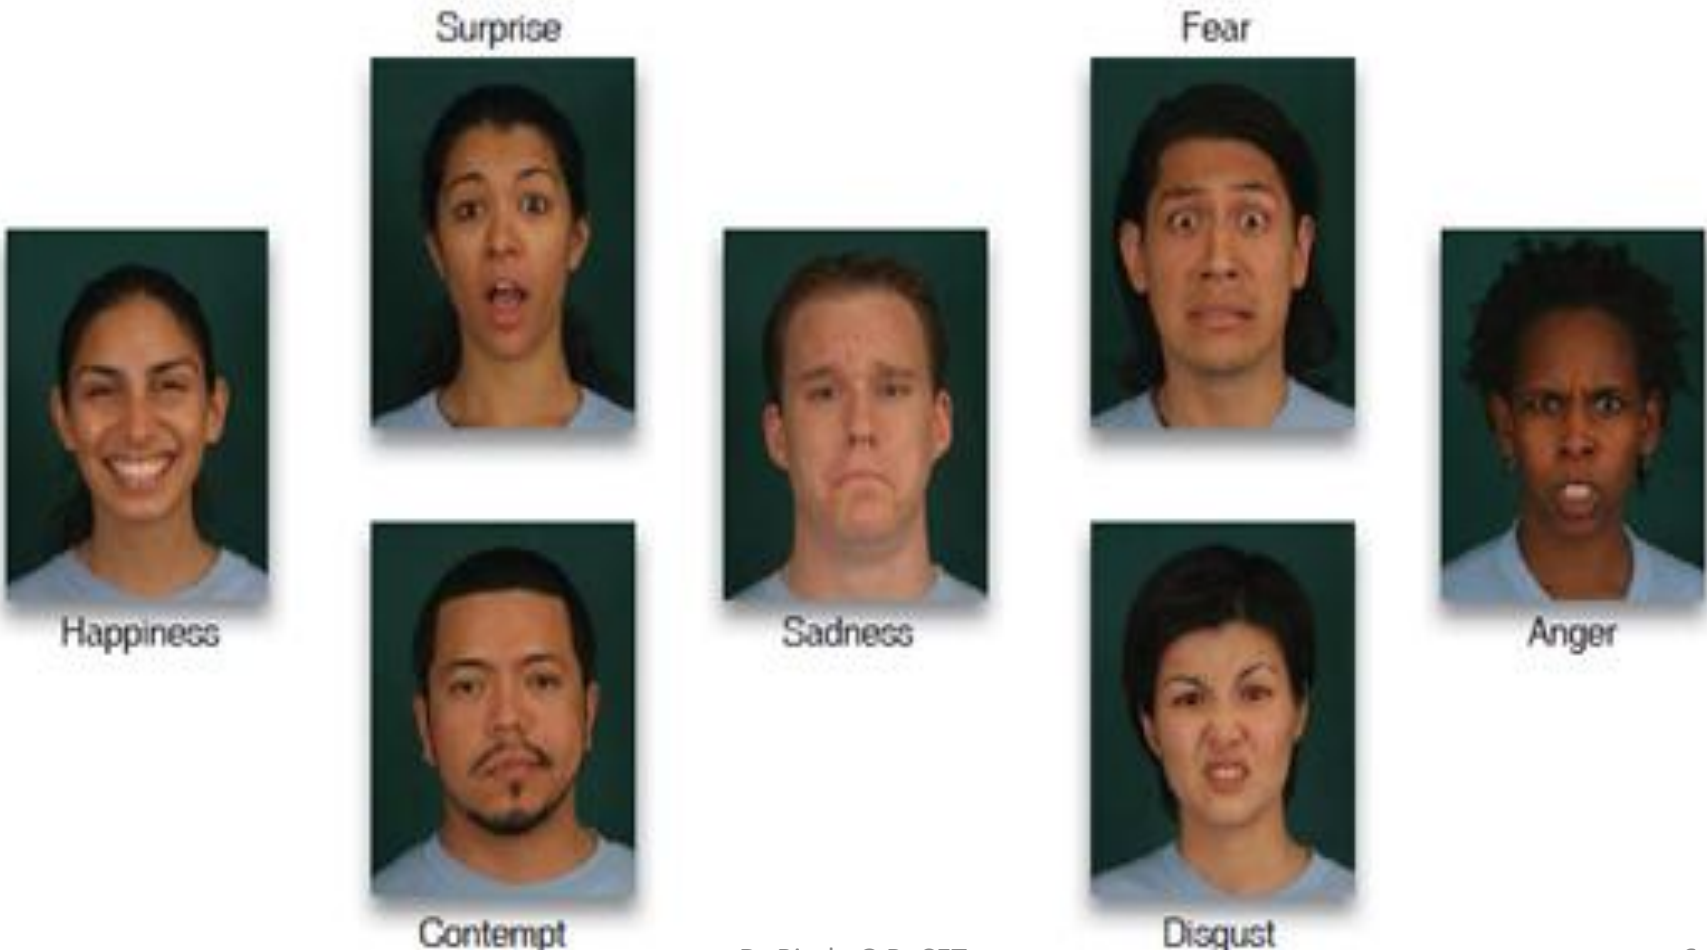 Surprise
Fear
Happiness
Sadness
Anger
Contempt
Disgust